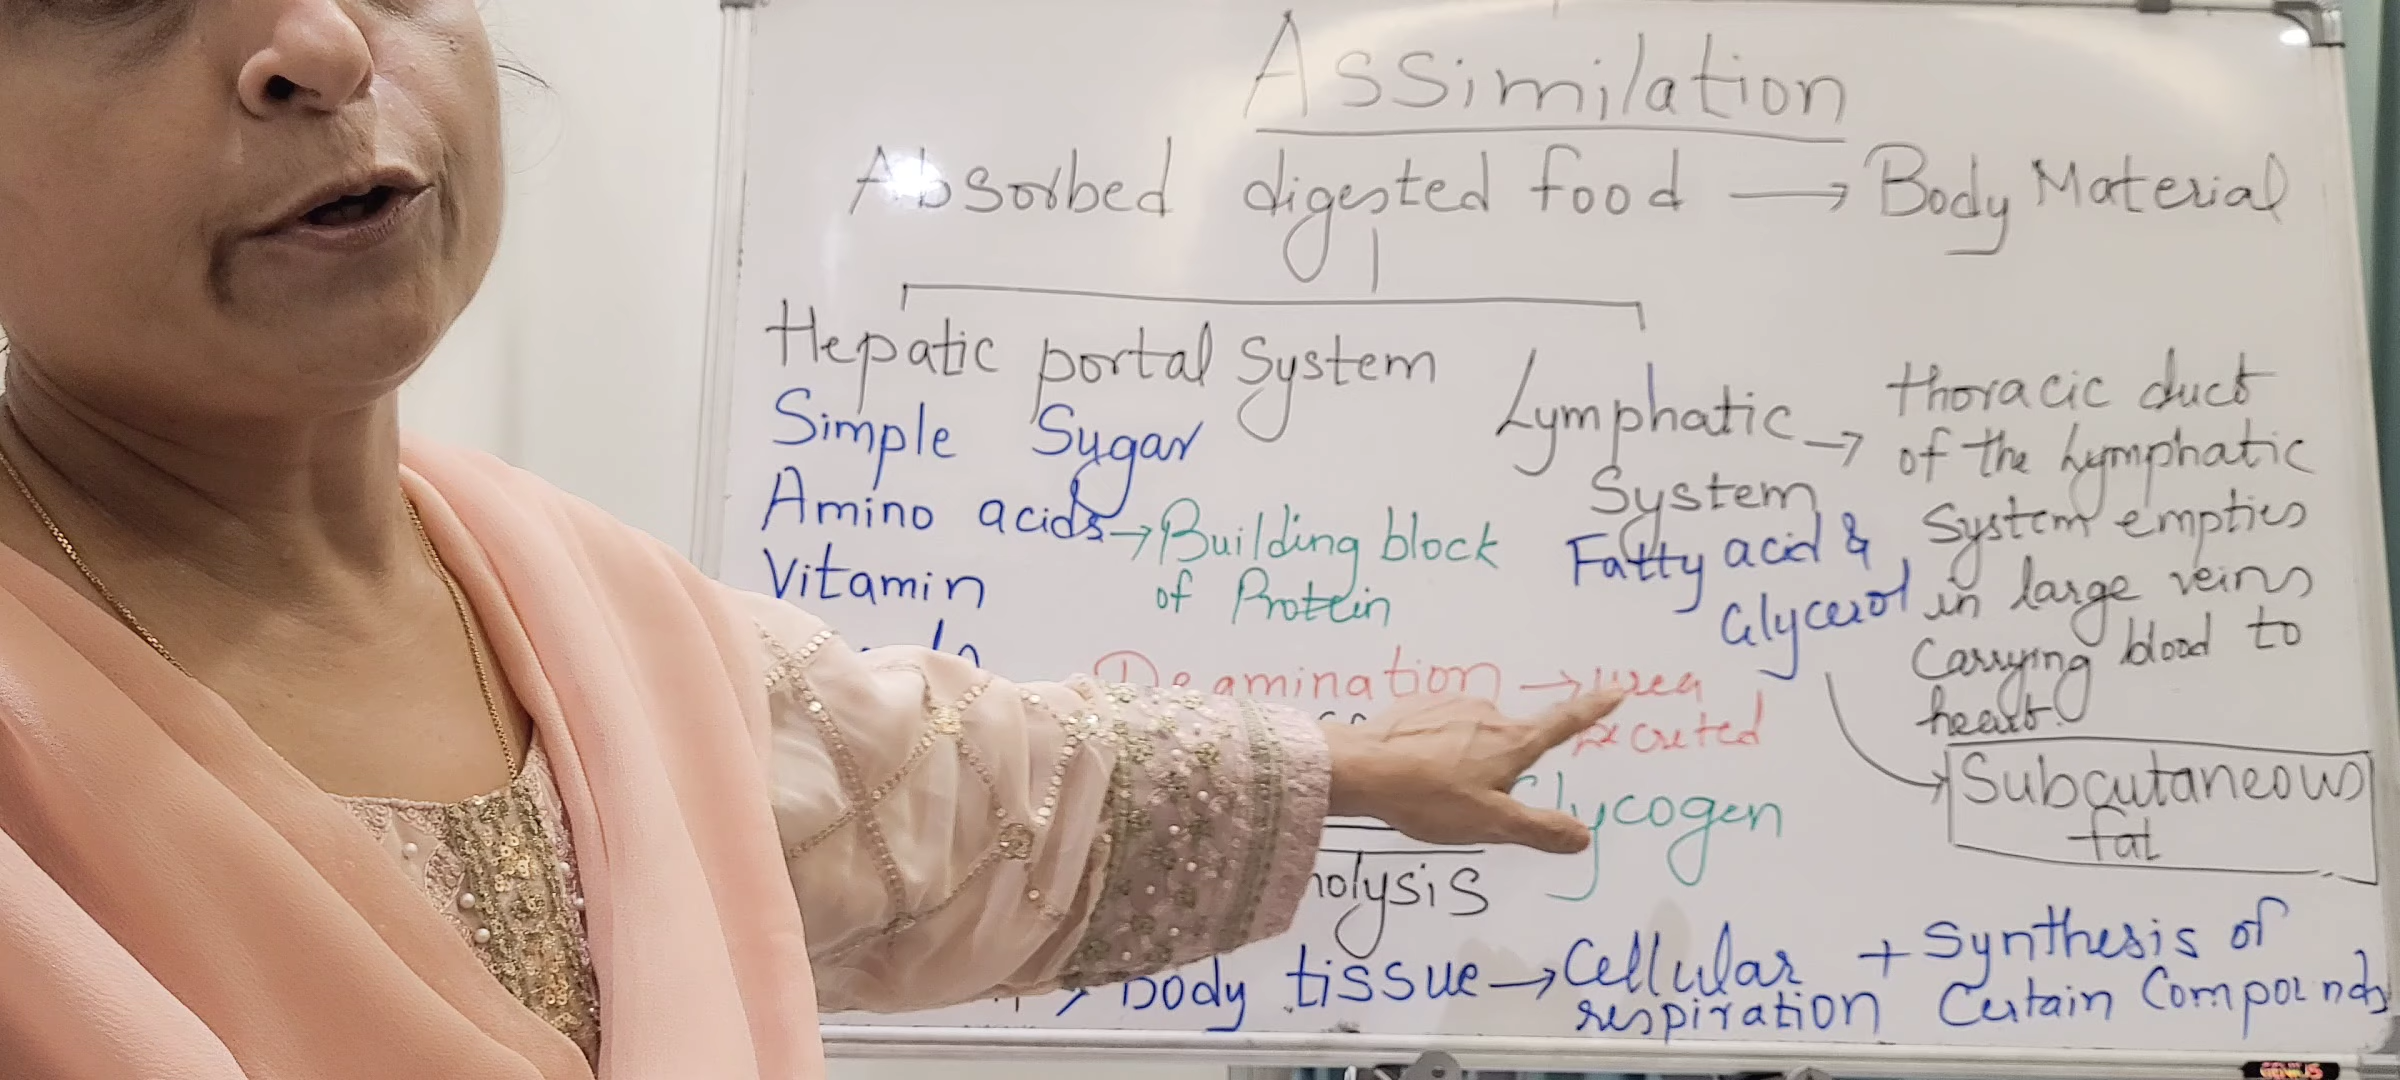 Assimilation
Absorbed digested food → Body Material
Hepatic portal System
Simple Sugar
Amino acids → Building block
of Protein
Vitamin
Deamination → Urea
Excreted
Glycogen
Body tissue → Cellular
respiration
+ Synthesis of
Certain Compounds
Lymphatic →
System
Fatty acid &
Glycerol
thoracic duct
of the Lymphatic
System empties
in large veins
Carrying blood to
heart
Subcutaneous
fat
GENIUS